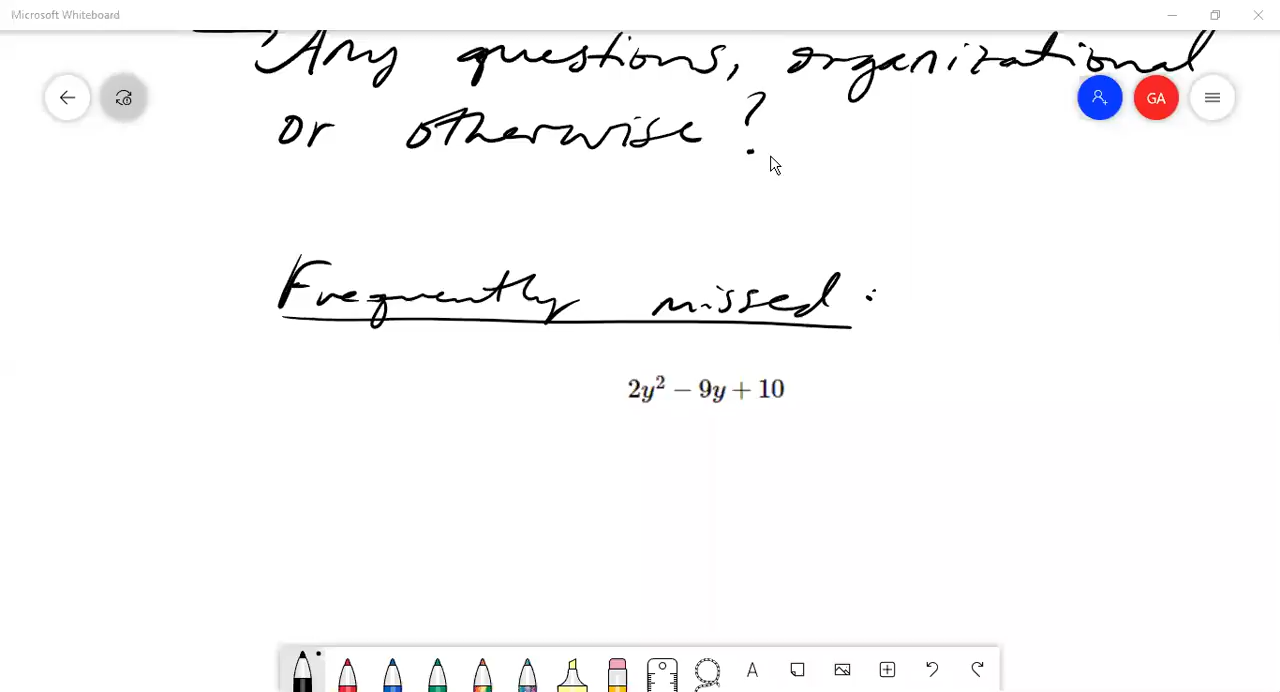 Microsoft Whiteboard
Any questions, organizational
GA
or otherwise?
Frequently missed:
2y² − 9y + 10
A